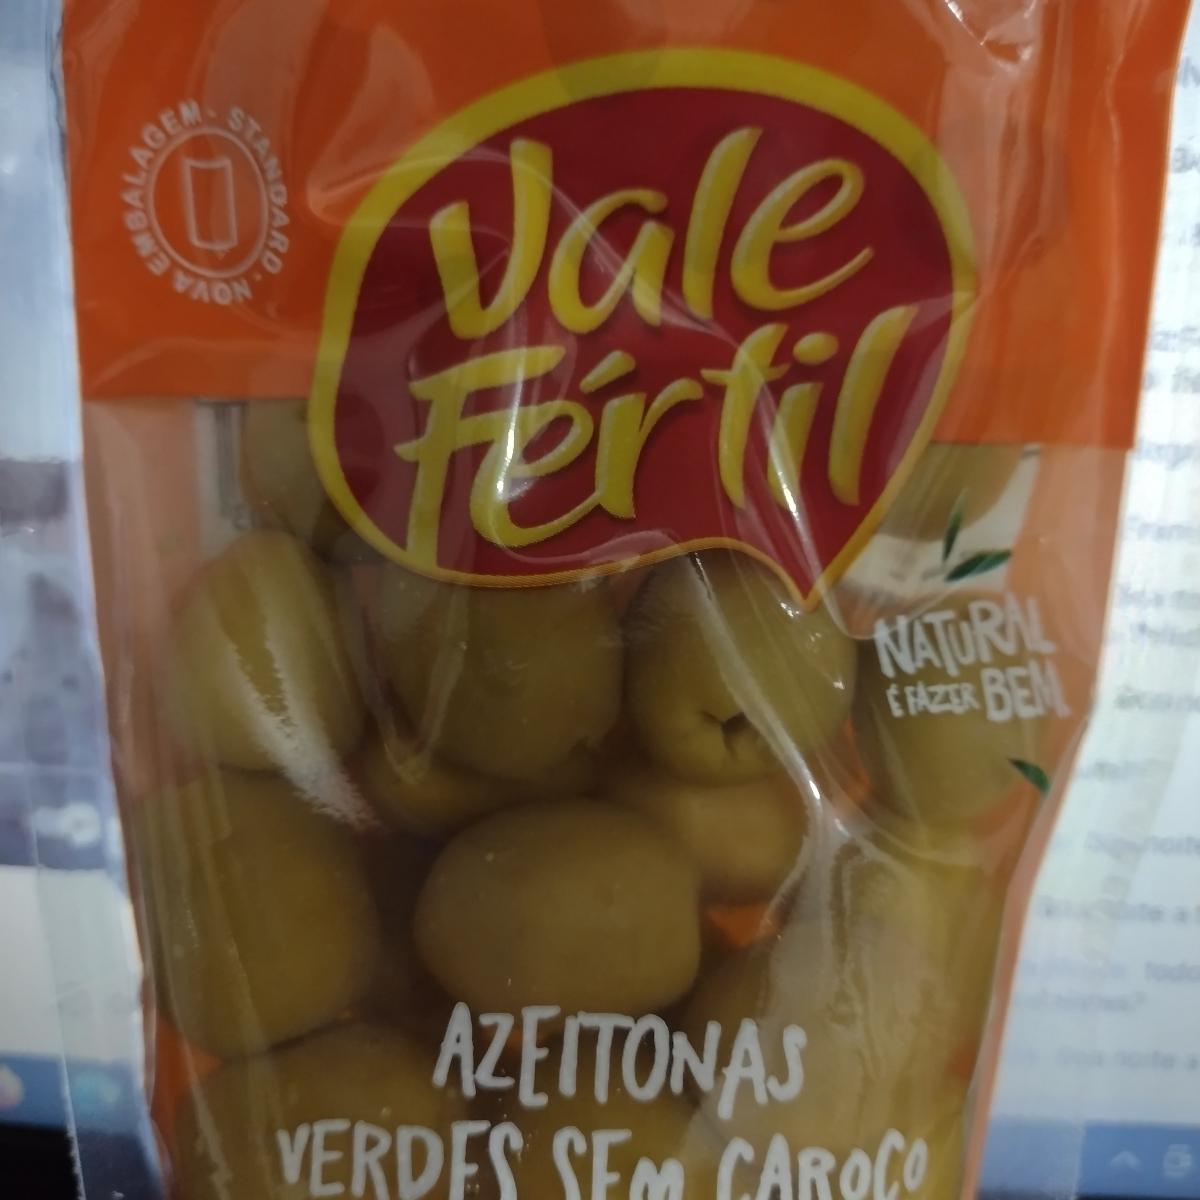 NOVA EMBALAGEM - STANDARD -
Vale
Fértil
NATURAL
É FAZER BEM
AZEITONAS
VERDES SEM CAROÇO